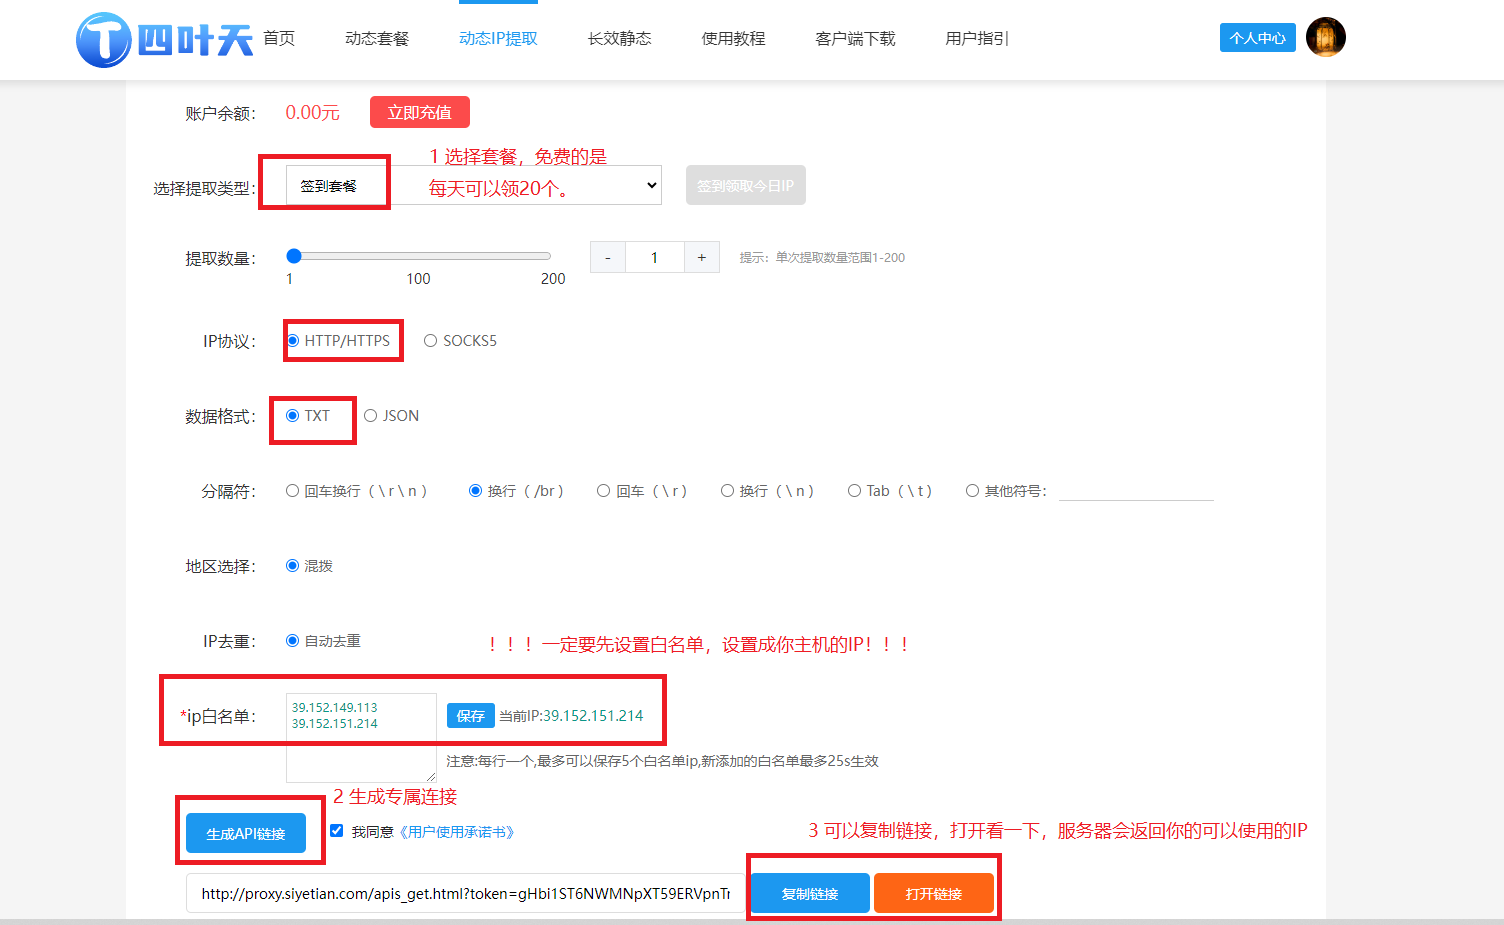 四叶天 首页 动态套餐 动态IP提取 长效静态 使用教程 客户端下载 用户指引 个人中心
账户余额： 0.00元 立即充值
1 选择套餐，免费的是
选择提取类型： 签到套餐 每天可以领20个。 签到领取今日IP
提取数量： - 1 + 提示：单次提取数量范围1-200
1 100 200
IP协议： HTTP/HTTPS SOCKS5
数据格式： TXT JSON
分隔符： 回车换行（\r\n） 换行（/br） 回车（\r） 换行（\n） Tab（\t） 其他符号：
地区选择： 混拨
IP去重： 自动去重 ！！！一定要先设置白名单，设置成你主机的IP！！！
39.152.149.113
*ip白名单： 39.152.151.214 保存 当前IP:39.152.151.214
注意:每行一个,最多可以保存5个白名单ip,新添加的白名单最多25s生效
2 生成专属连接
生成API链接 我同意《用户使用承诺书》 3 可以复制链接，打开看一下，服务器会返回你的可以使用的IP
http://proxy.siyetian.com/apis_get.html?token=gHbi1ST6NWMNpXT59ERVpnTr 复制链接 打开链接